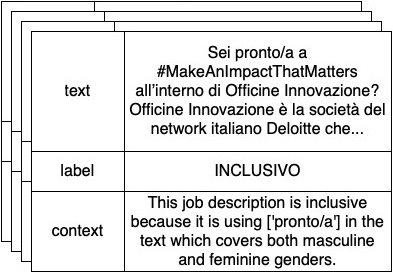 text
Sei pronto/a a
#MakeAnImpactThatMatters
all'interno di Officine Innovazione?
Officine Innovazione è la società del
network italiano Deloitte che...
label
INCLUSIVO
context
This job description is inclusive
because it is using ['pronto/a'] in the
text which covers both masculine
and feminine genders.